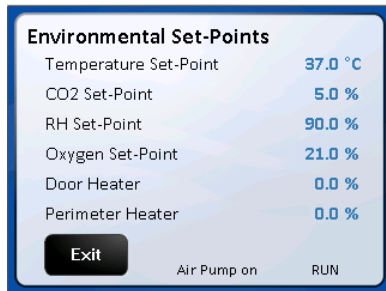 Environmental Set-Points
Temperature Set-Point 37.0 °C
CO2 Set-Point 5.0 %
RH Set-Point 90.0 %
Oxygen Set-Point 21.0 %
Door Heater 0.0 %
Perimeter Heater 0.0 %
Exit Air Pump on RUN